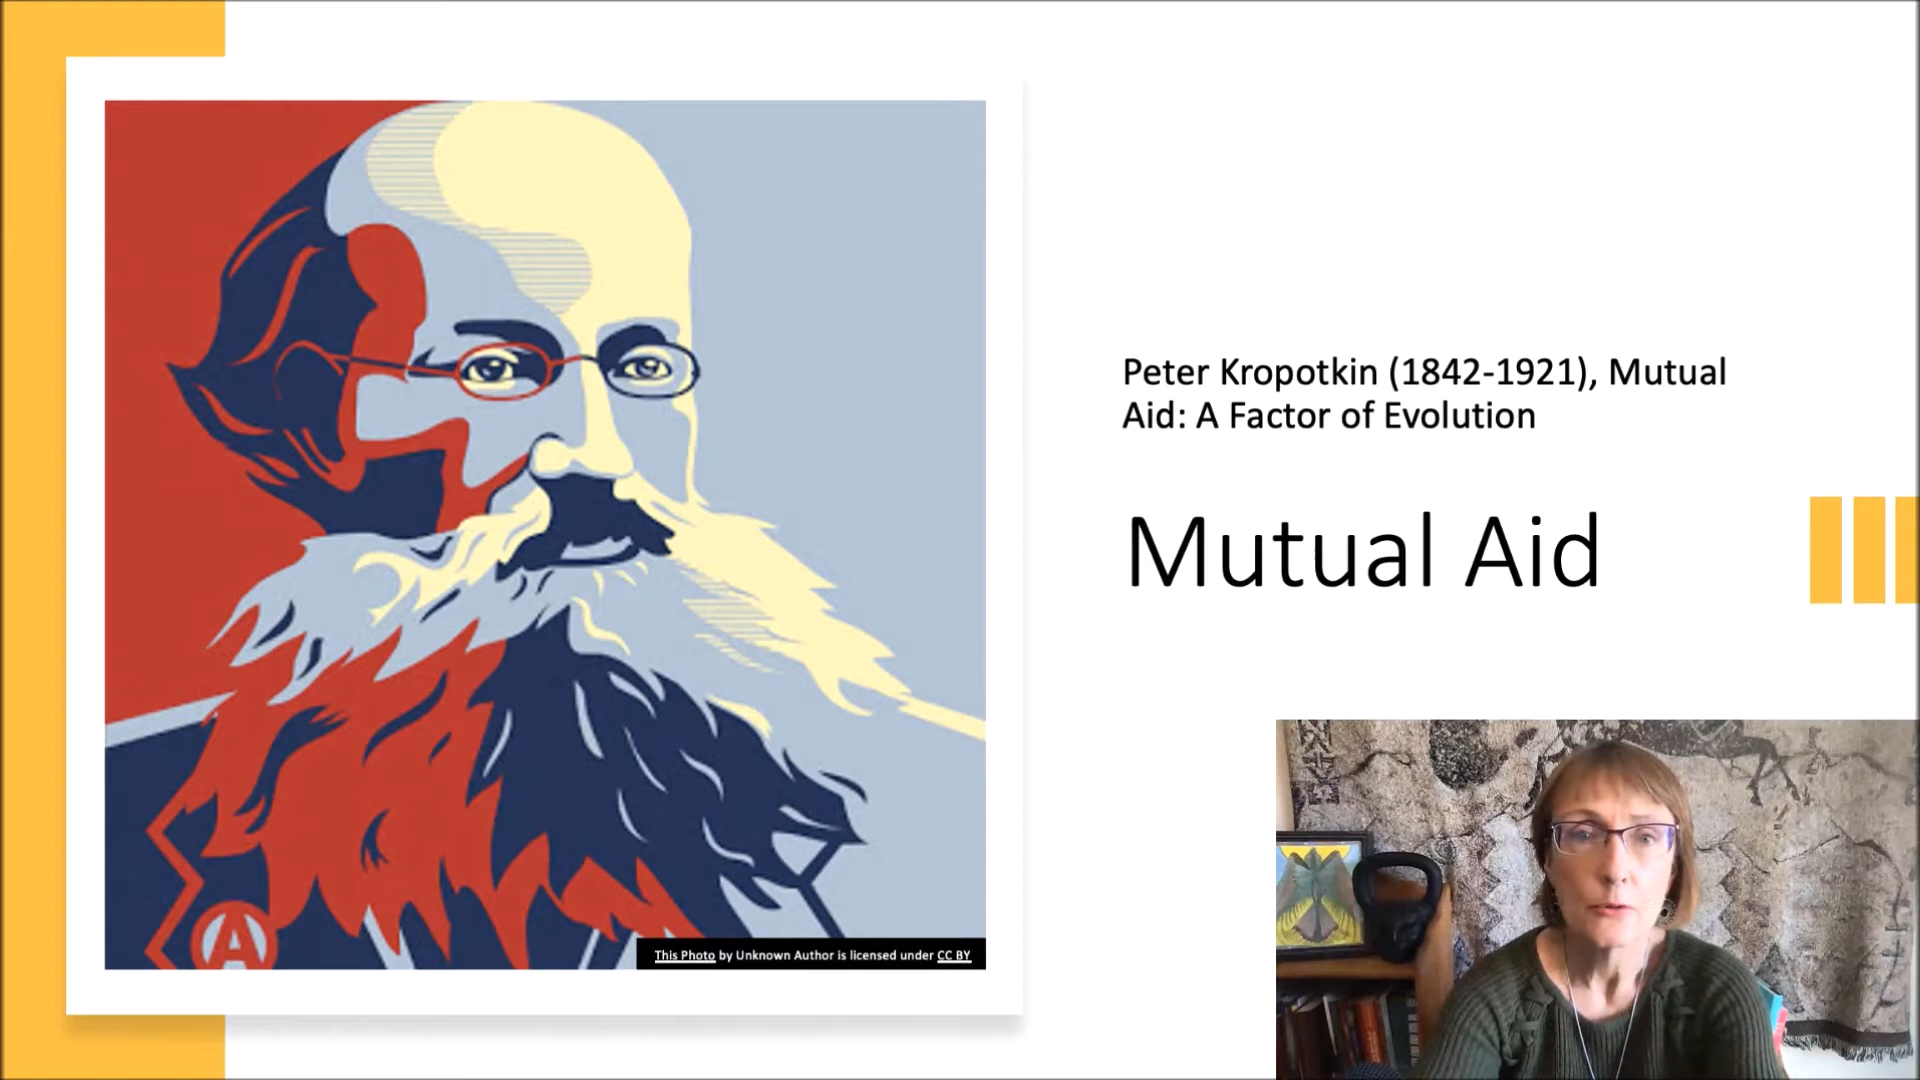 Peter Kropotkin (1842-1921), Mutual
Aid: A Factor of Evolution
Mutual Aid
A
This Photo by Unknown Author is licensed under CC BY